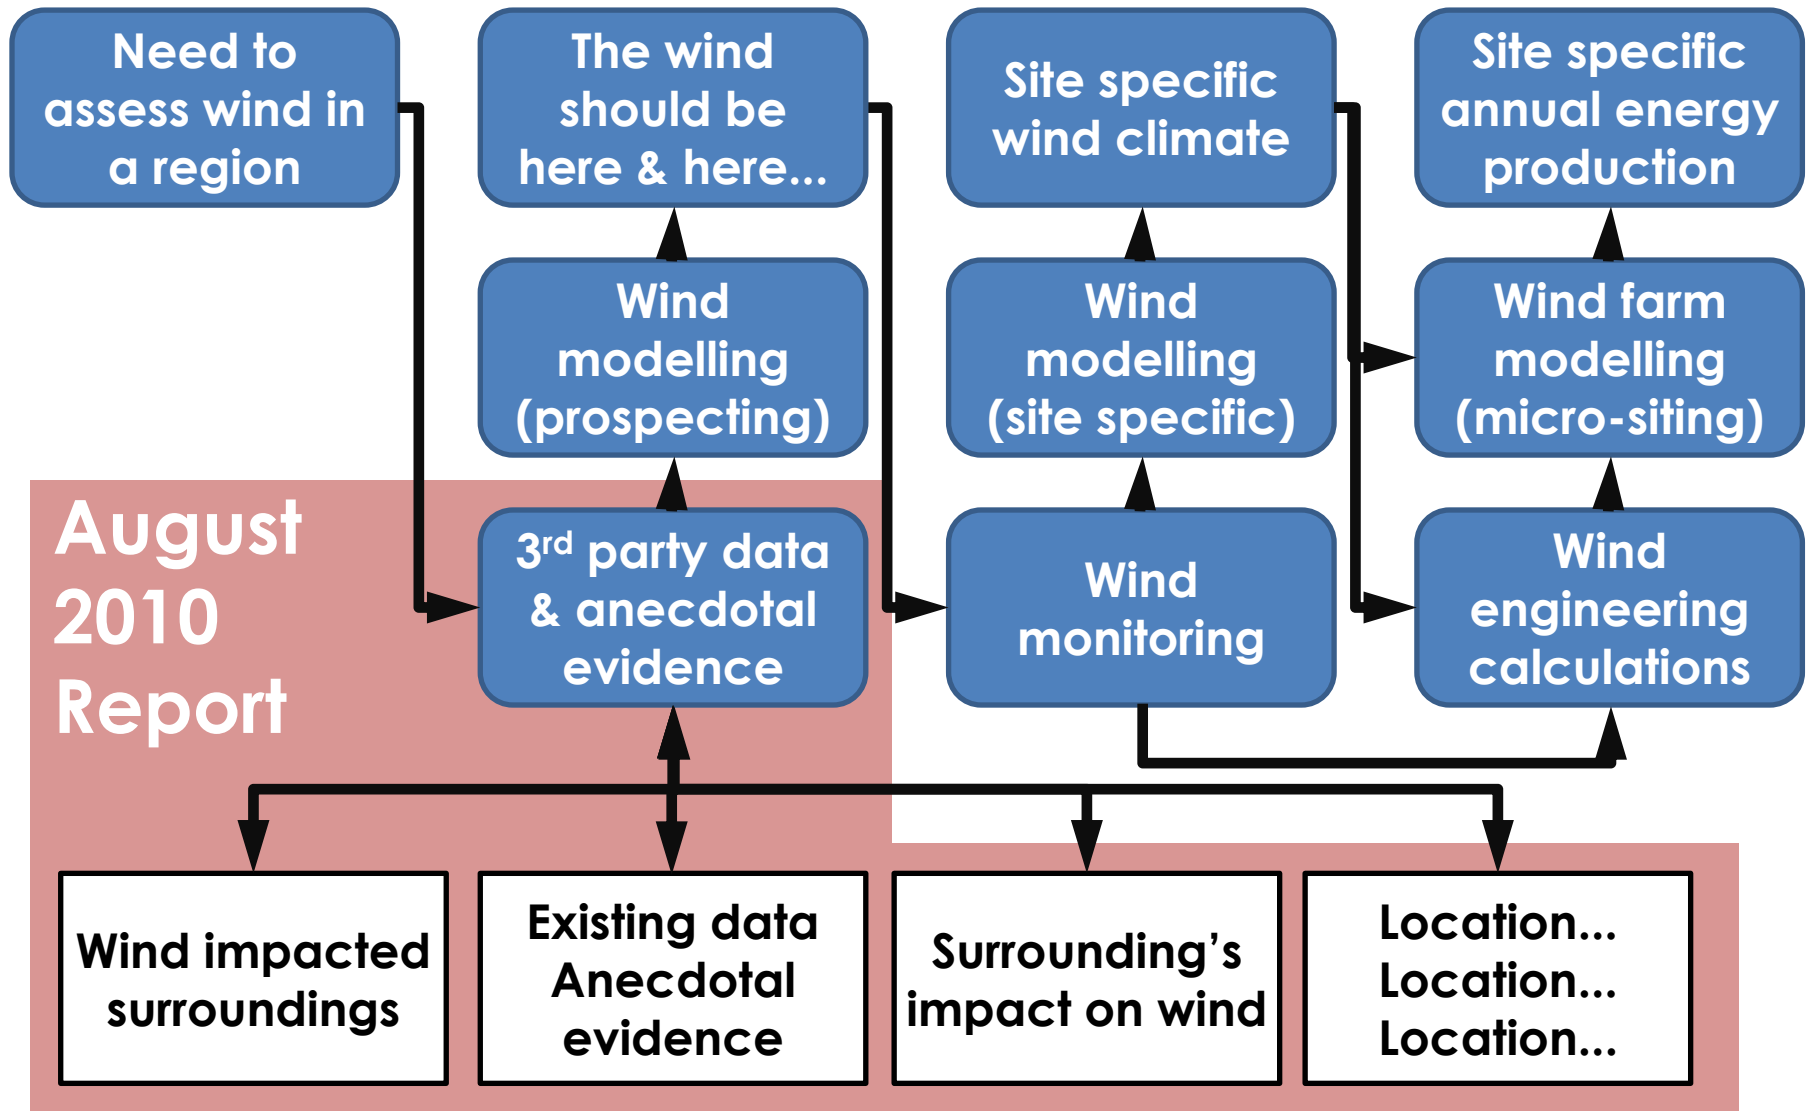 Need to
assess wind in
a region
The wind
should be
here & here...
Site specific
wind climate
Site specific
annual energy
production
Wind
modelling
(prospecting)
Wind
modelling
(site specific)
Wind farm
modelling
(micro-siting)
August
2010
Report
3rd party data
& anecdotal
evidence
Wind
monitoring
Wind
engineering
calculations
Wind impacted
surroundings
Existing data
Anecdotal
evidence
Surrounding’s
impact on wind
Location...
Location...
Location...